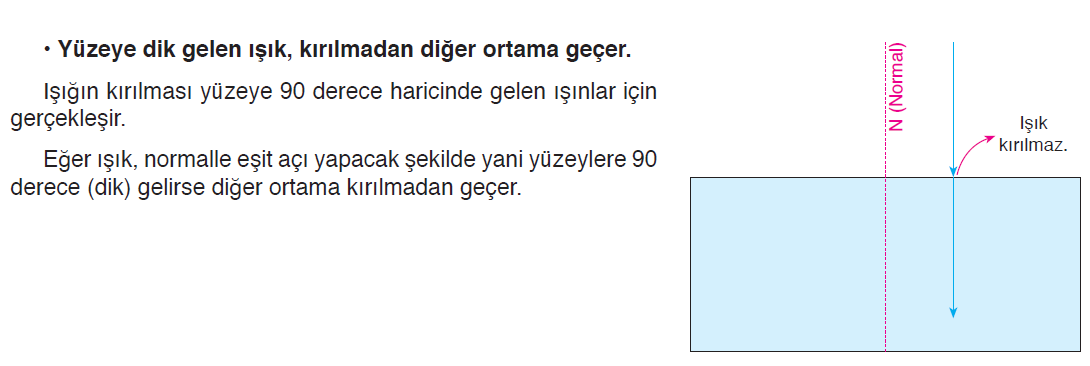 • Yüzeye dik gelen ışık, kırılmadan diğer ortama geçer.
Işığın kırılması yüzeye 90 derece haricinde gelen ışınlar için
gerçekleşir.
Eğer ışık, normalle eşit açı yapacak şekilde yani yüzeylere 90
derece (dik) gelirse diğer ortama kırılmadan geçer.
N (Normal)
Işık
kırılmaz.